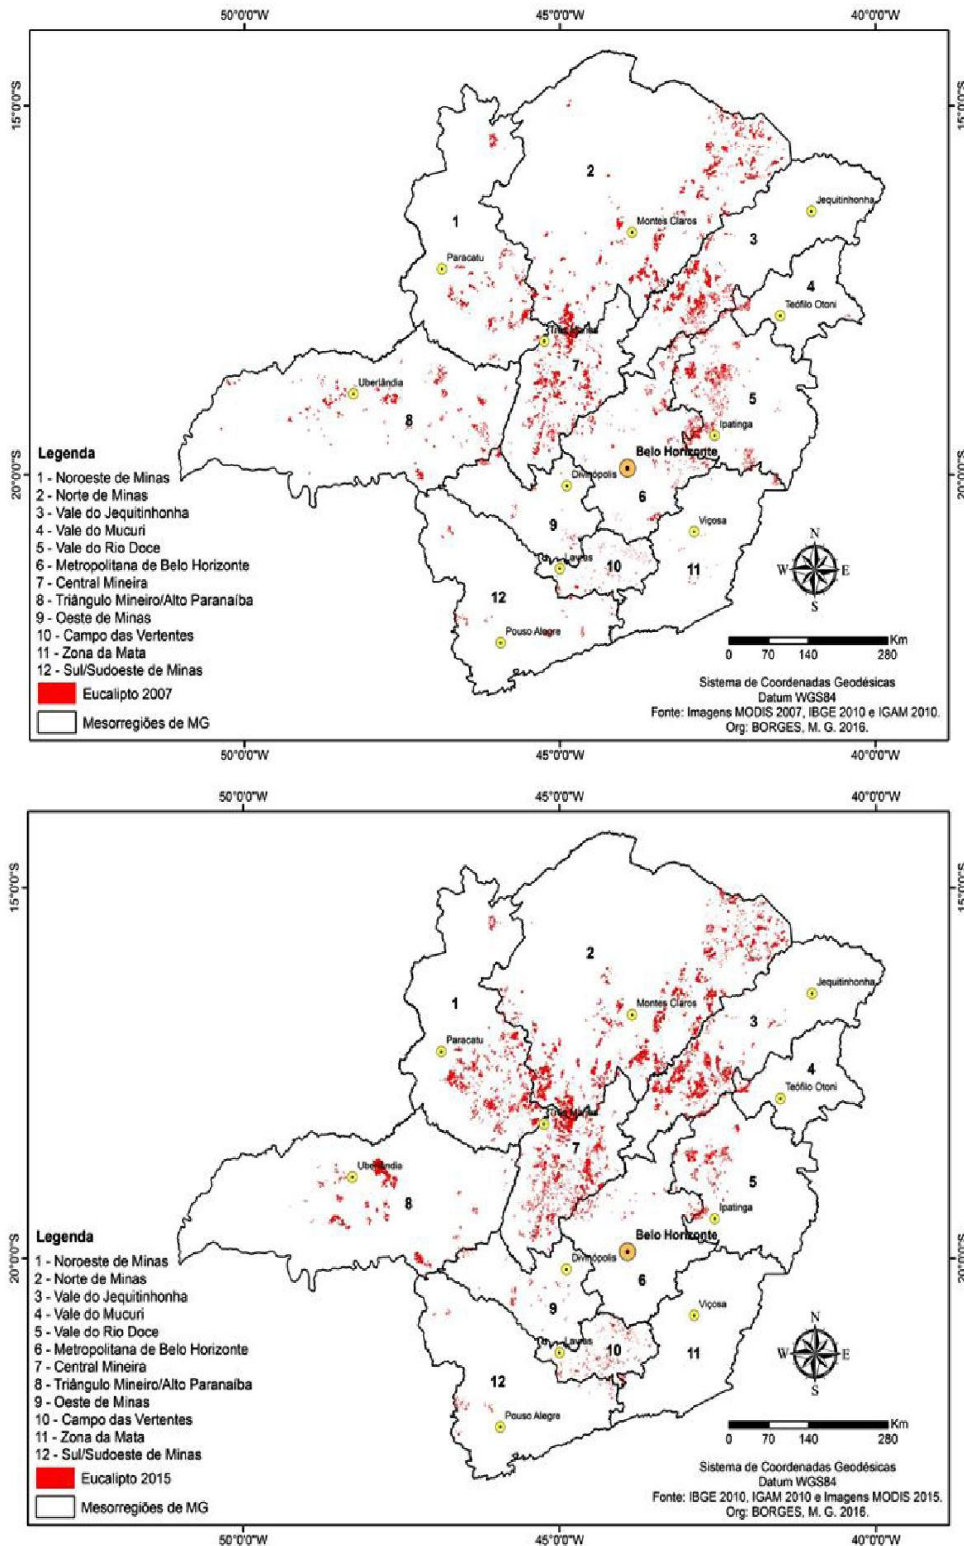 50°0'0"W 45°0'0"W 40°0'0"W
15°0'0"S 15°0'0"S
2
Jequitinhonha
1
Montes Claros
3
Paracatu
4
Teófilo Otoni
7
Uberlândia
5
8
Ipatinga
Belo Horizonte
Legenda
1 - Noroeste de Minas
2 - Norte de Minas
3 - Vale do Jequitinhonha
4 - Vale do Mucuri
5 - Vale do Rio Doce
6 - Metropolitana de Belo Horizonte
7 - Central Mineira
8 - Triângulo Mineiro/Alto Paranaíba
9 - Oeste de Minas
10 - Campo das Vertentes
11 - Zona da Mata
12 - Sul/Sudoeste de Minas
Eucalipto 2007
Mesorregiões de MG
20°0'0"S 20°0'0"S
Divinópolis
6
9
Viçosa
Lavras
10
11
12
Pouso Alegre
N
W E
S
Km
0 70 140 280
Sistema de Coordenadas Geodésicas
Datum WGS84
Fonte: Imagens MODIS 2007, IBGE 2010 e IGAM 2010.
Org: BORGES, M. G. 2016.
50°0'0"W 45°0'0"W 40°0'0"W
50°0'0"W 45°0'0"W 40°0'0"W
15°0'0"S 15°0'0"S
2
Jequitinhonha
1
Montes Claros
3
Paracatu
4
Teófilo Otoni
7
Uberlândia
5
8
Ipatinga
Belo Horizonte
Legenda
1 - Noroeste de Minas
2 - Norte de Minas
3 - Vale do Jequitinhonha
4 - Vale do Mucuri
5 - Vale do Rio Doce
6 - Metropolitana de Belo Horizonte
7 - Central Mineira
8 - Triângulo Mineiro/Alto Paranaíba
9 - Oeste de Minas
10 - Campo das Vertentes
11 - Zona da Mata
12 - Sul/Sudoeste de Minas
Eucalipto 2015
Mesorregiões de MG
20°0'0"S 20°0'0"S
Divinópolis
6
9
Viçosa
Lavras
10
11
12
Pouso Alegre
N
W E
S
Km
0 70 140 280
Sistema de Coordenadas Geodésicas
Datum WGS84
Fonte: IBGE 2010, IGAM 2010 e Imagens MODIS 2015.
Org: BORGES, M. G. 2016.
50°0'0"W 45°0'0"W 40°0'0"W